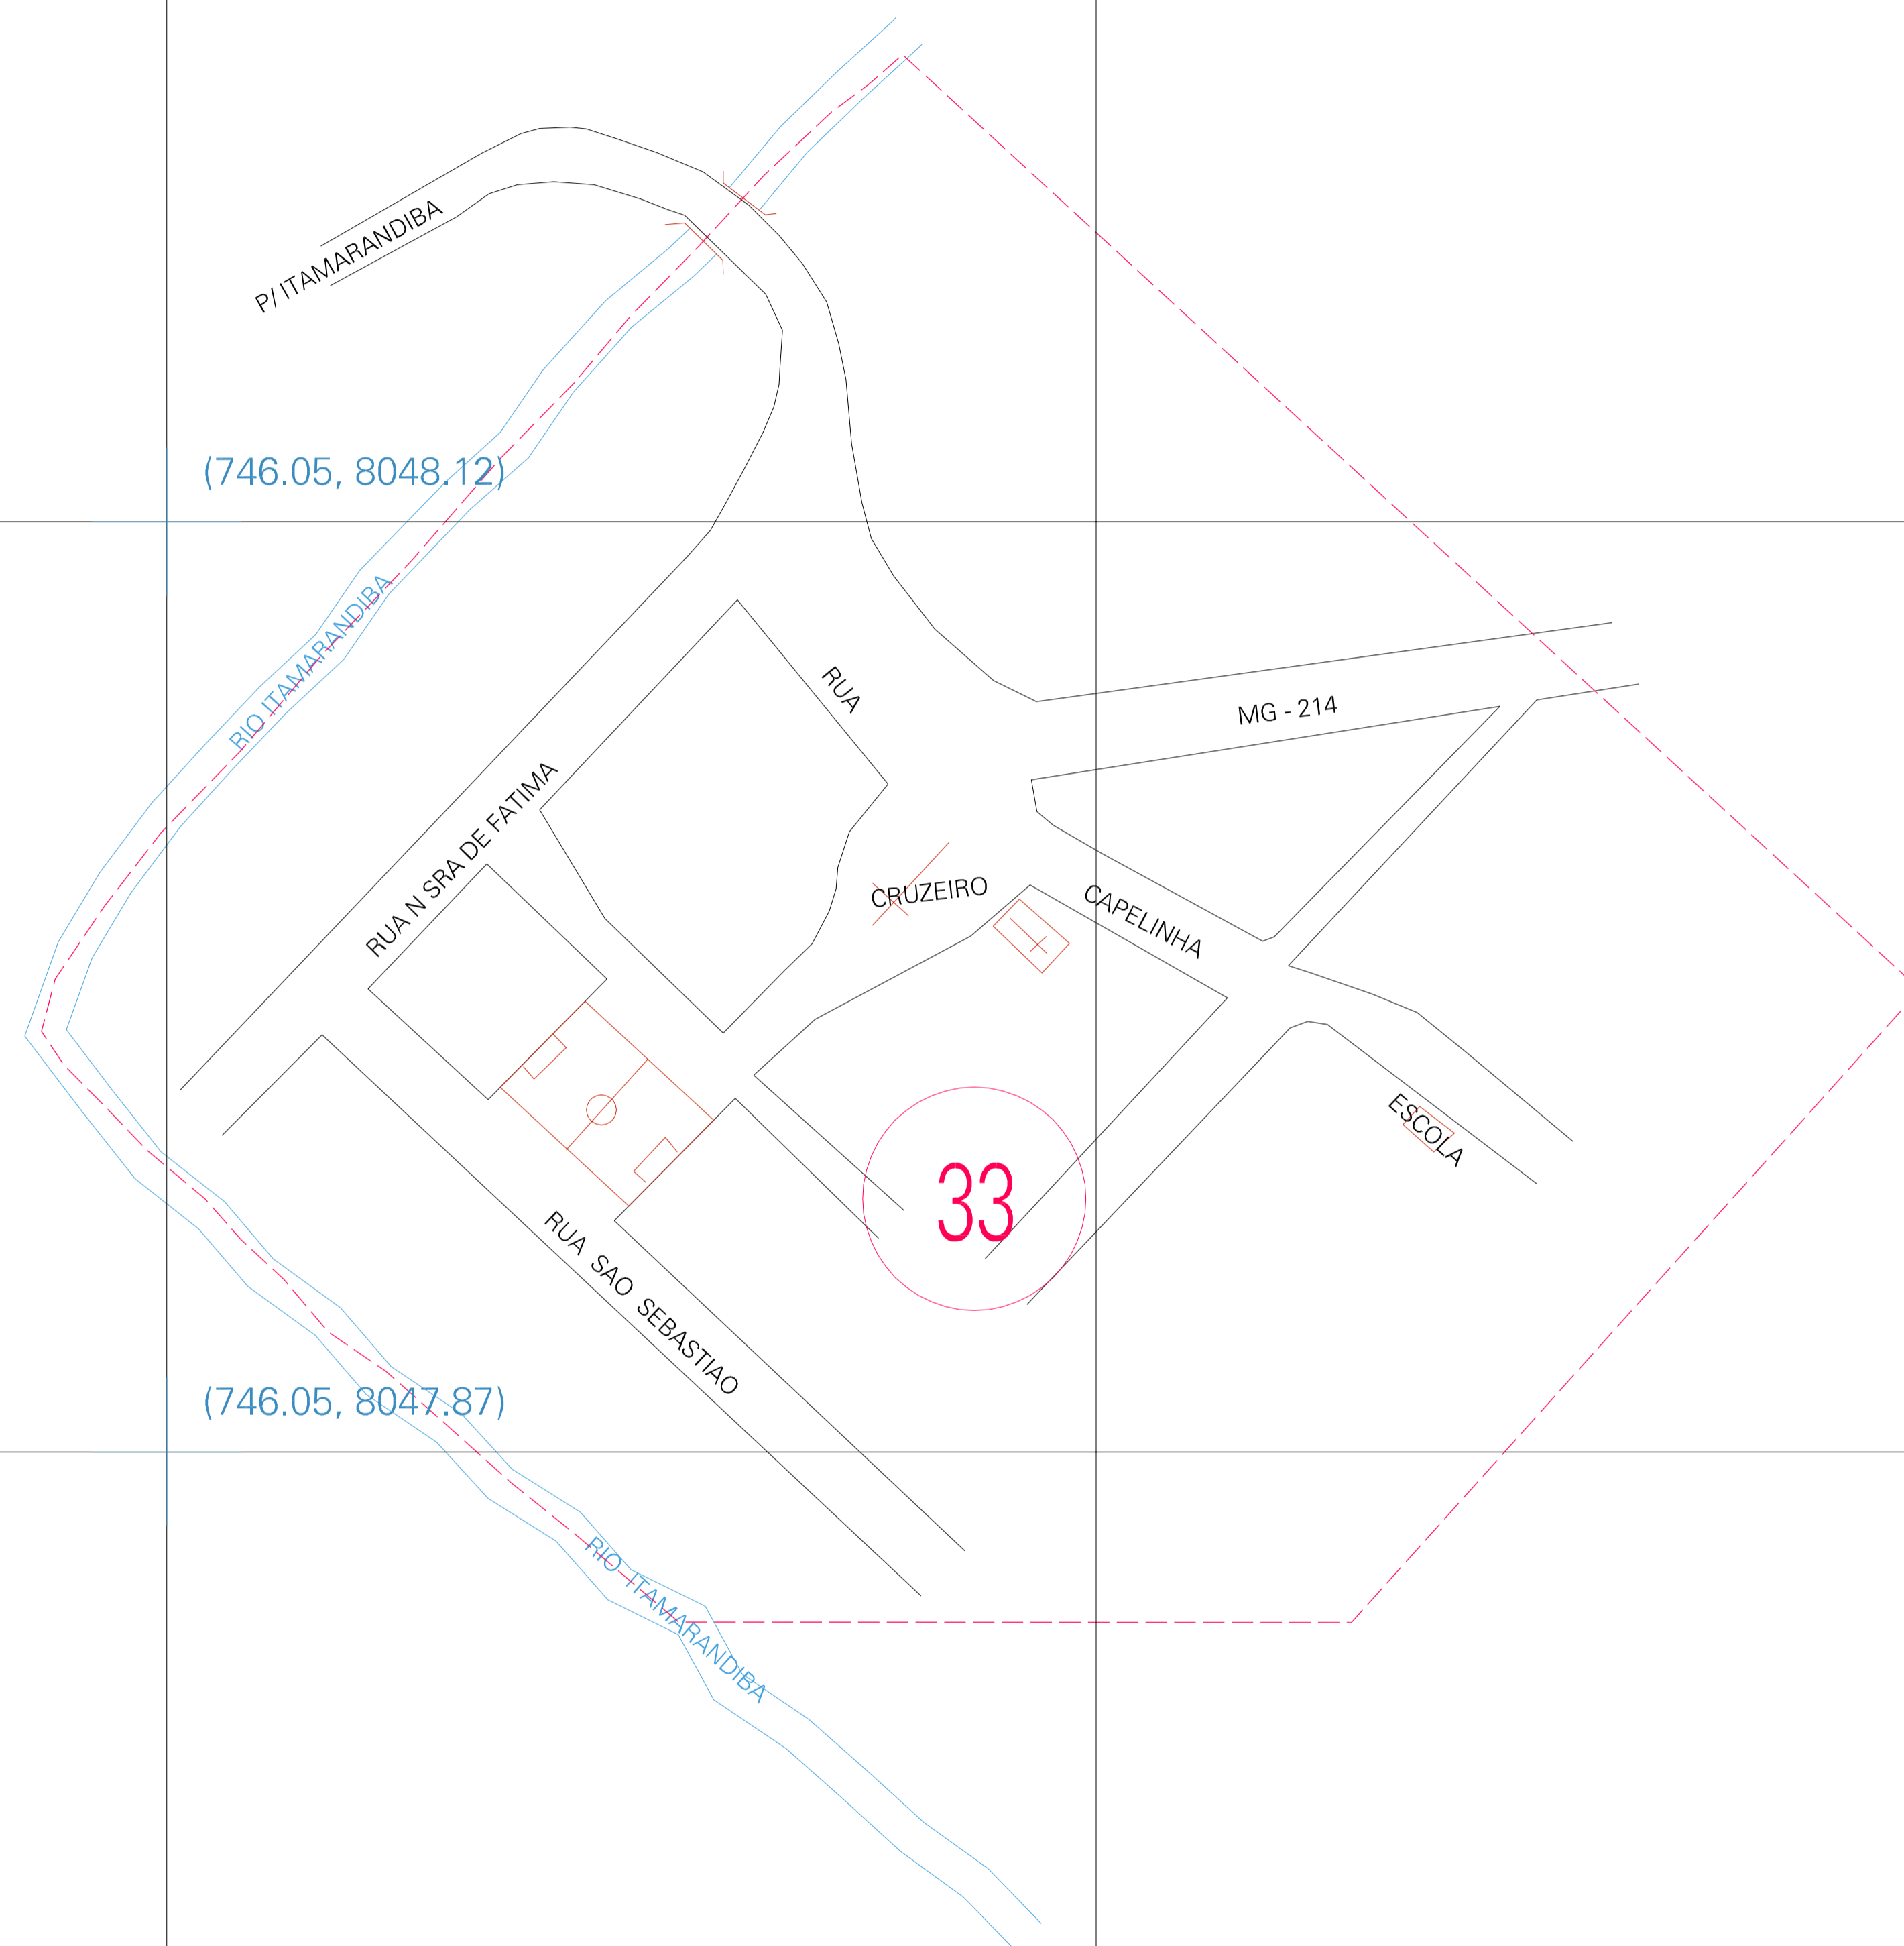 P/ ITAMARANDIBA
(746.05, 8048.12)
RIO ITAMARANDIBA
RUA
MG - 214
RUA N SRA DE FATIMA
CRUZEIRO
CAPELINHA
ESCOLA
33
RUA SAO SEBASTIAO
(746.05, 8047.87)
RIO ITAMARANDIBA